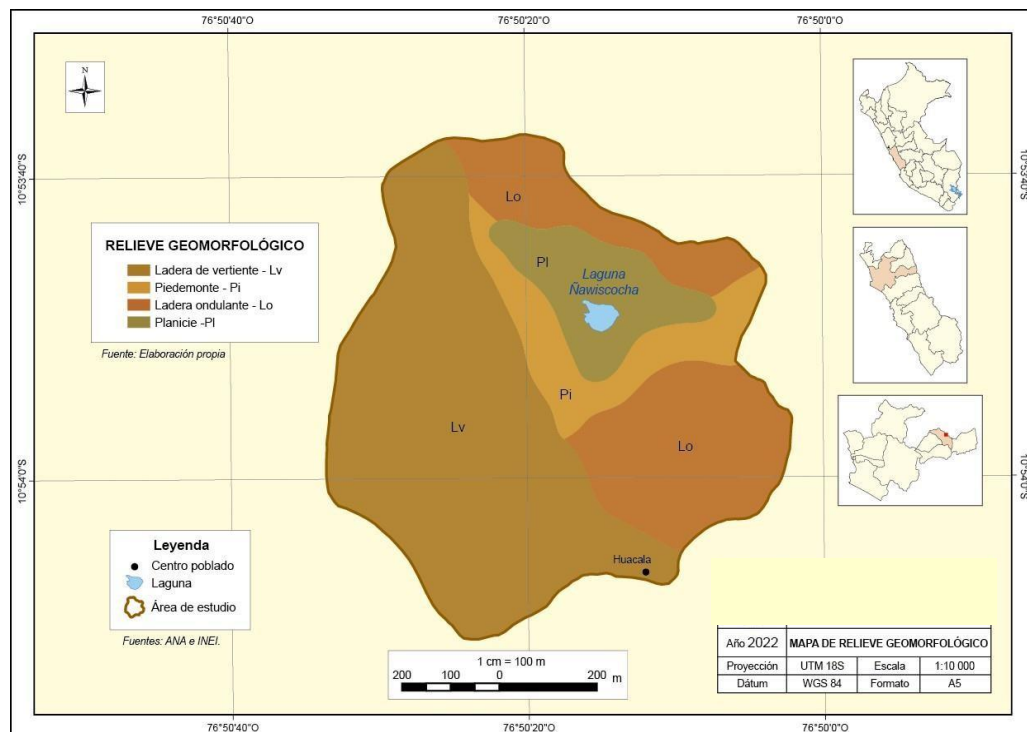 76°50'40"O 76°50'20"O 76°50'0"O
N
10°53'40"S 10°53'40"S
Lo
RELIEVE GEOMORFOLÓGICO
Ladera de vertiente - Lv
Piedemonte - Pi
Ladera ondulante - Lo
Planicie -Pl
Fuente: Elaboración propia
Pl
Laguna
Ñawiscocha
Pi
Lv
Lo
10°54'0"S 10°54'0"S
Leyenda
Centro poblado
Laguna
Área de estudio
Fuentes: ANA e INEI.
Huacala
1 cm = 100 m
200 100 0 200 m
Año 2022 MAPA DE RELIEVE GEOMORFOLÓGICO
Proyección UTM 18S Escala 1:10 000
Dátum WGS 84 Formato A5
76°50'40"O 76°50'20"O 76°50'0"O